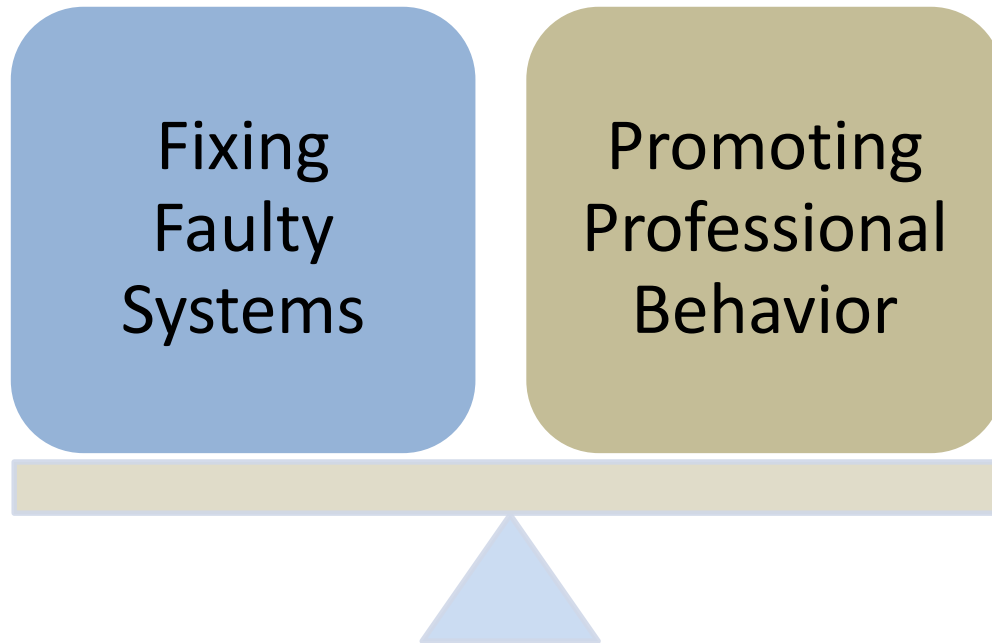 Fixing
Faulty
Systems
Promoting
Professional
Behavior